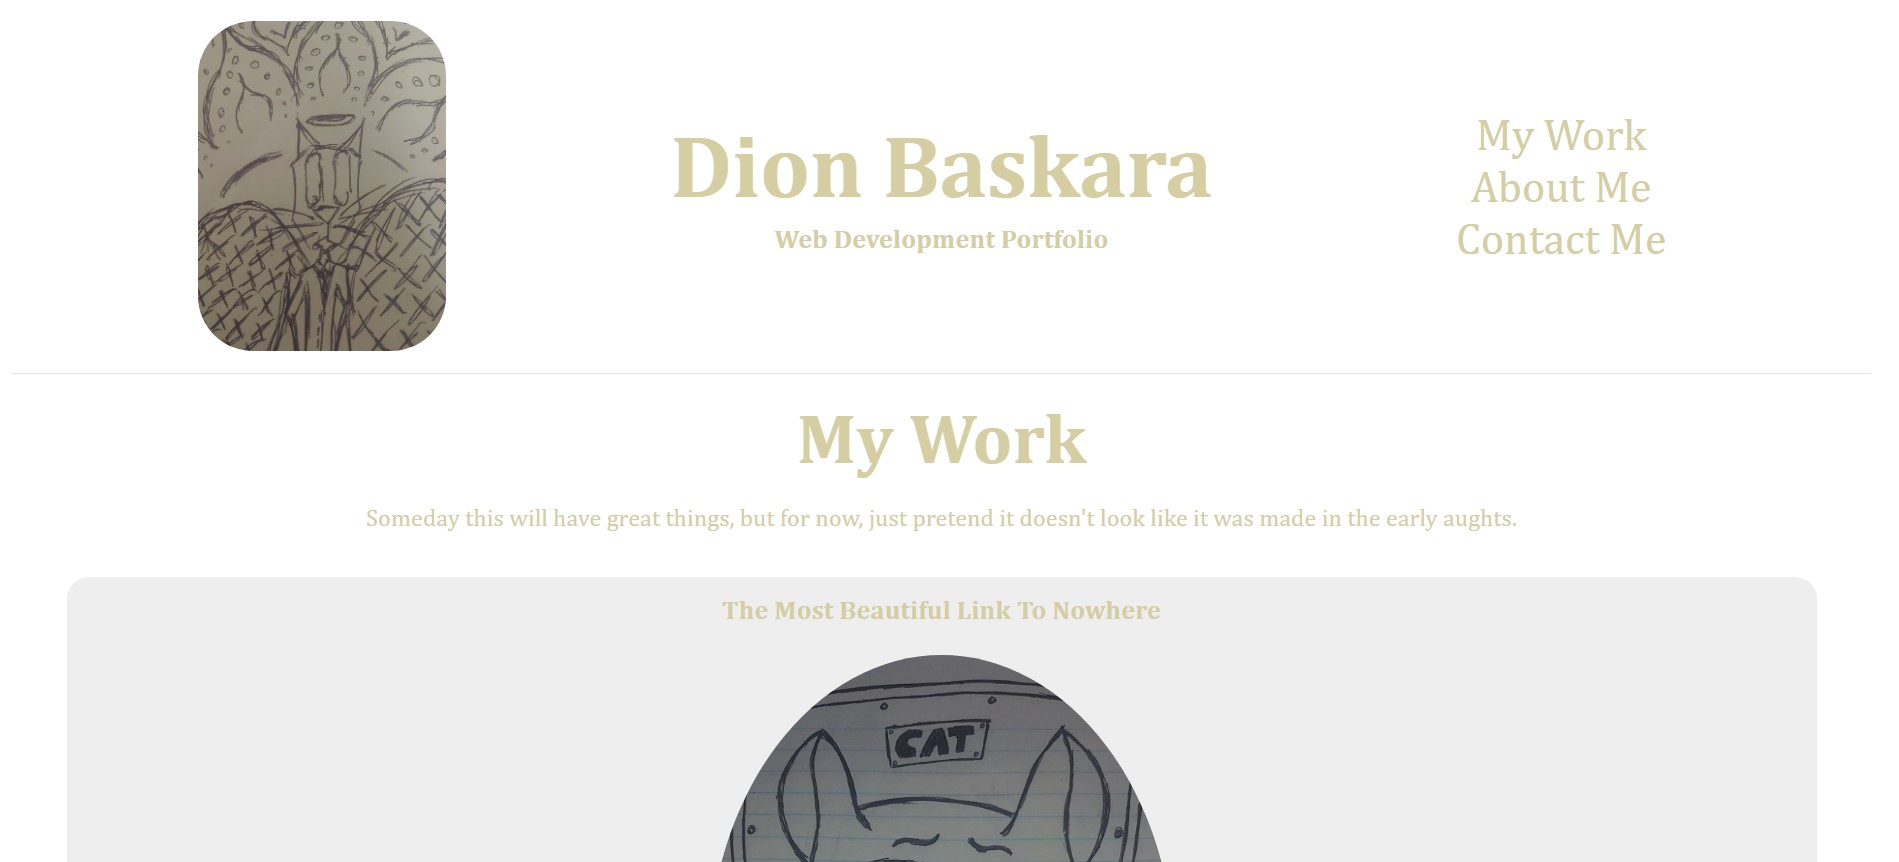 Dion Baskara
Web Development Portfolio
My Work
About Me
Contact Me
My Work
Someday this will have great things, but for now, just pretend it doesn't look like it was made in the early aughts.
The Most Beautiful Link To Nowhere
CAT